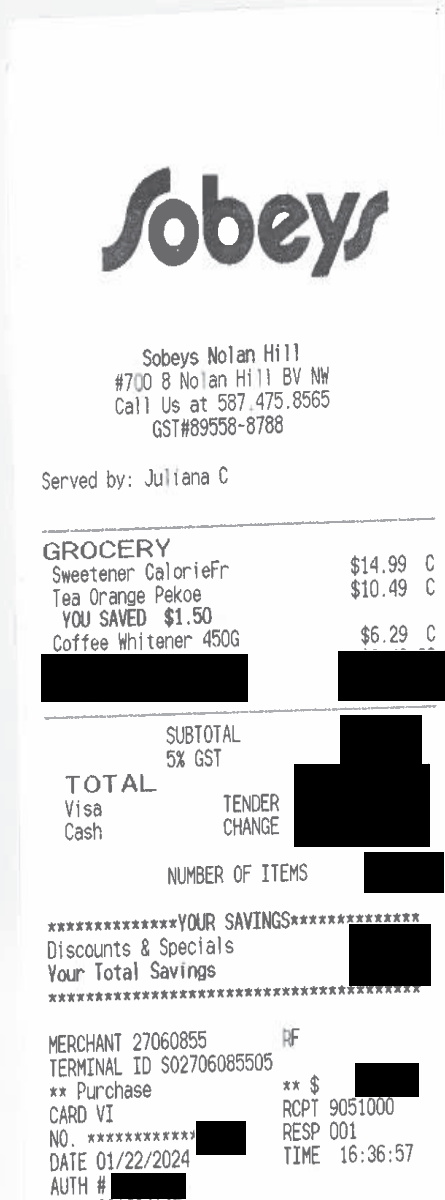 Sobeys
Sobeys Nolan Hill
#700 8 Nolan Hill BV NW
Call Us at 587.475.8565
GST#89558-8788
Served by: Juliana C
GROCERY
Sweetener CalorieFr $14.99 C
Tea Orange Pekoe $10.49 C
YOU SAVED $1.50
Coffee Whitener 450G $6.29 C
SUBTOTAL
5% GST
TOTAL
Visa TENDER
Cash CHANGE
NUMBER OF ITEMS
**************YOUR SAVINGS**************
Discounts & Specials
Your Total Savings
****************************************
MERCHANT 27060855 RF
TERMINAL ID S02706085505
** Purchase ** $
CARD VI RCPT 9051000
NO. ************ RESP 001
DATE 01/22/2024 TIME 16:36:57
AUTH #